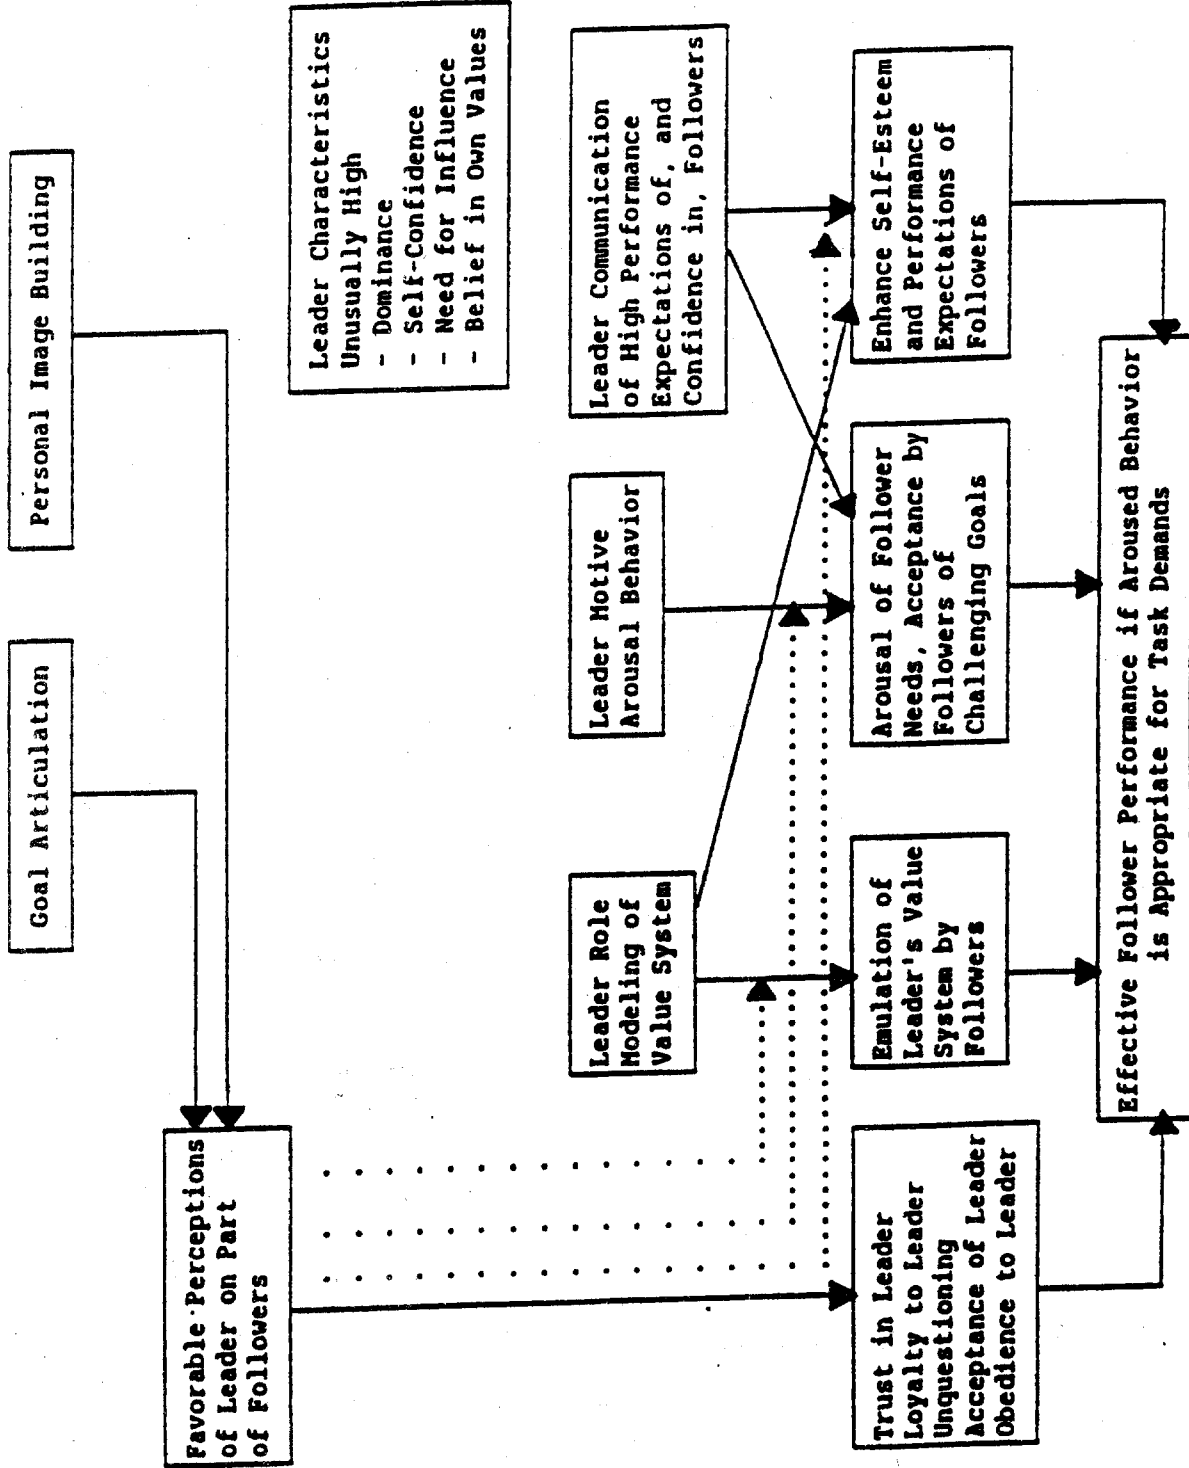 Goal Articulation
Personal Image Building
Favorable Perceptions
of Leader on Part
of Followers
Leader Characteristics
Unusually High
- Dominance
- Self-Confidence
- Need for Influence
- Belief in Own Values
Leader Role
Modeling of
Value System
Leader Motive
Arousal Behavior
Leader Communication
of High Performance
Expectations of, and
Confidence in, Followers
Trust in Leader
Loyalty to Leader
Unquestioning
Acceptance of Leader
Obedience to Leader
Emulation of
Leader's Value
System by
Followers
Arousal of Follower
Needs, Acceptance by
Followers of
Challenging Goals
Enhance Self-Esteem
and Performance
Expectations of
Followers
Effective Follower Performance if Aroused Behavior
is Appropriate for Task Demands